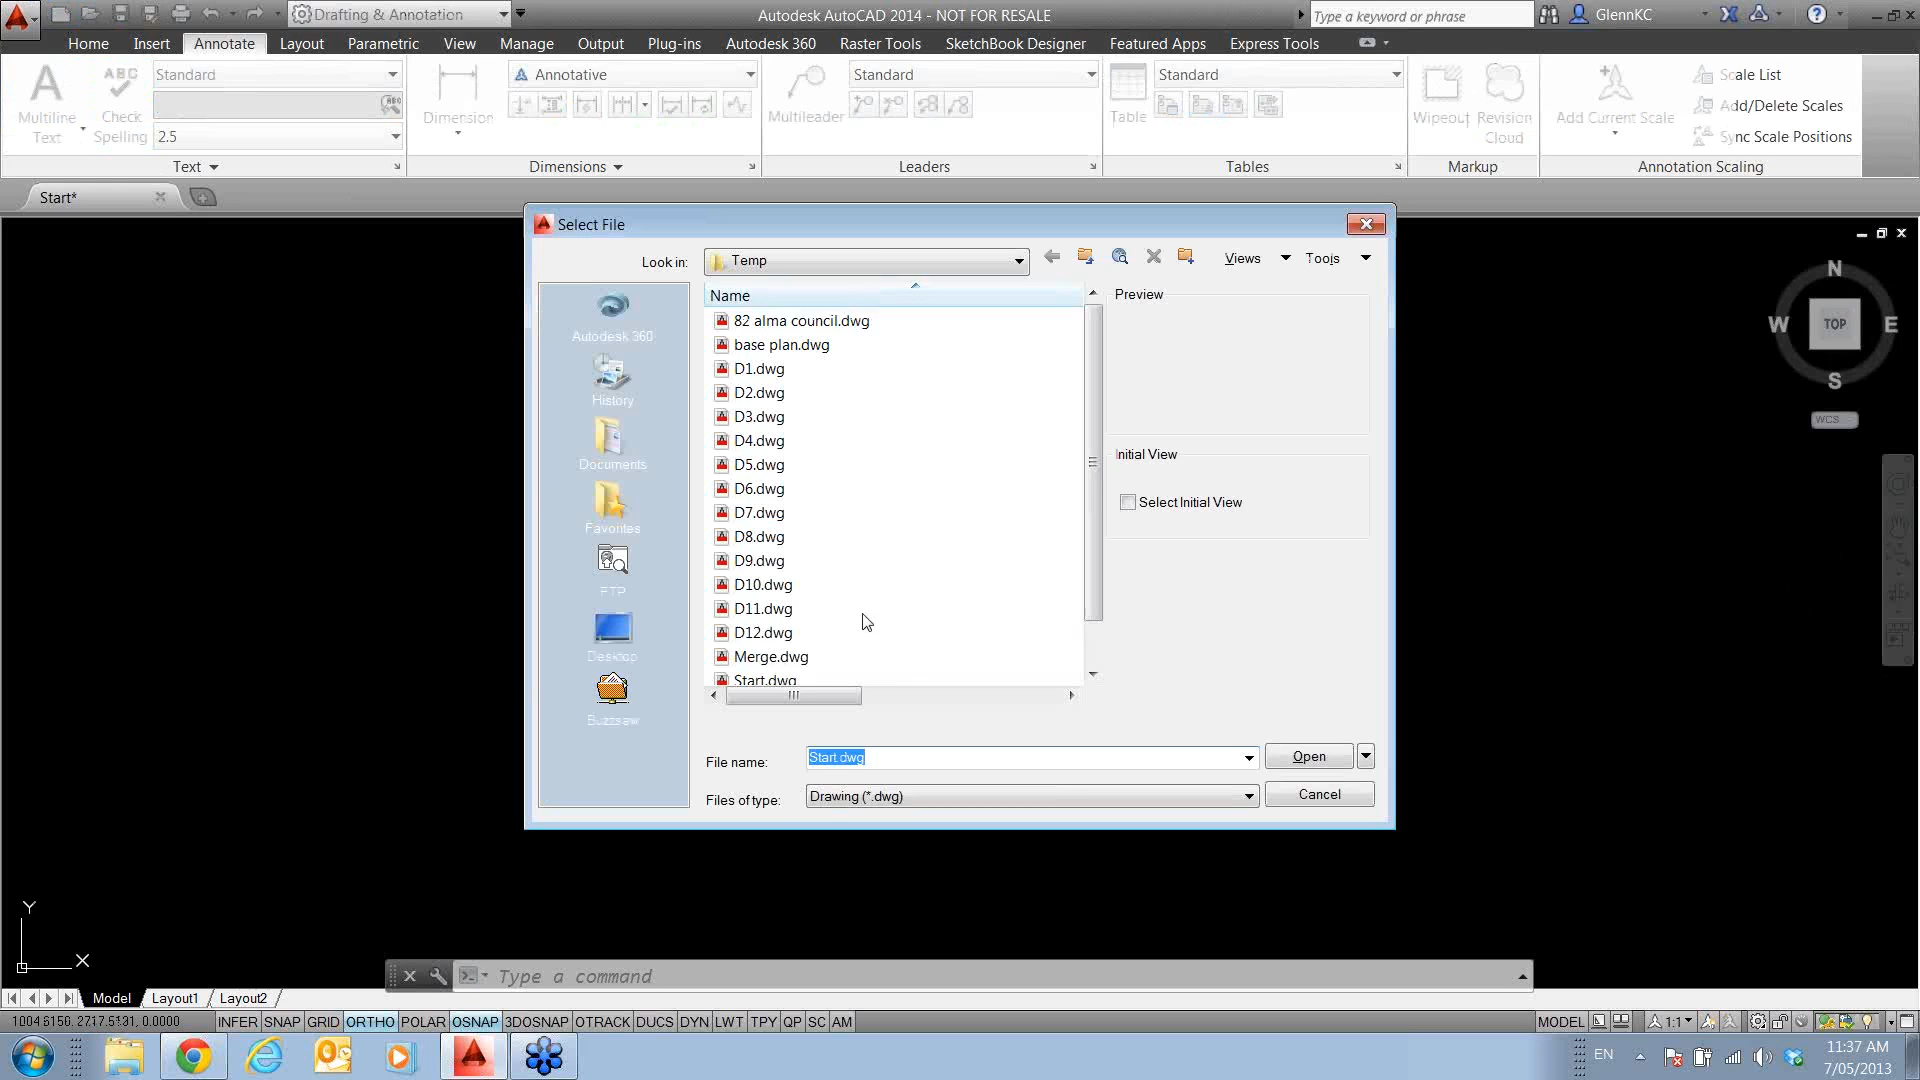 Drafting & Annotation
Autodesk AutoCAD 2014 - NOT FOR RESALE
Type a keyword or phrase
GlennKC
Home Insert Annotate Layout Parametric View Manage Output Plug-ins Autodesk 360 Raster Tools SketchBook Designer Featured Apps Express Tools
Multiline Text
ABC
Check Spelling
Standard
ABC
2.5
Text
Dimension
Annotative
Dimensions
Multileader
Standard
Leaders
Table
Standard
Tables
Wipeout
Revision Cloud
Markup
Add Current Scale
Scale List
Add/Delete Scales
Sync Scale Positions
Annotation Scaling
Start*
Select File
Look in:
Temp
Views
Tools
Autodesk 360
History
Documents
Favorites
FTP
Desktop
Buzzsaw
Name
82 alma council.dwg
base plan.dwg
D1.dwg
D2.dwg
D3.dwg
D4.dwg
D5.dwg
D6.dwg
D7.dwg
D8.dwg
D9.dwg
D10.dwg
D11.dwg
D12.dwg
Merge.dwg
Start.dwg
Preview
Initial View
Select Initial View
File name:
Start.dwg
Open
Files of type:
Drawing (*.dwg)
Cancel
N
W
TOP
E
S
WCS
Y
X
Type a command
Model Layout1 Layout2
INFER SNAP GRID ORTHO POLAR OSNAP 3DOSNAP OTRACK DUCS DYN LWT TPY QP SC AM
MODEL
1:1
EN
11:37 AM
7/05/2013